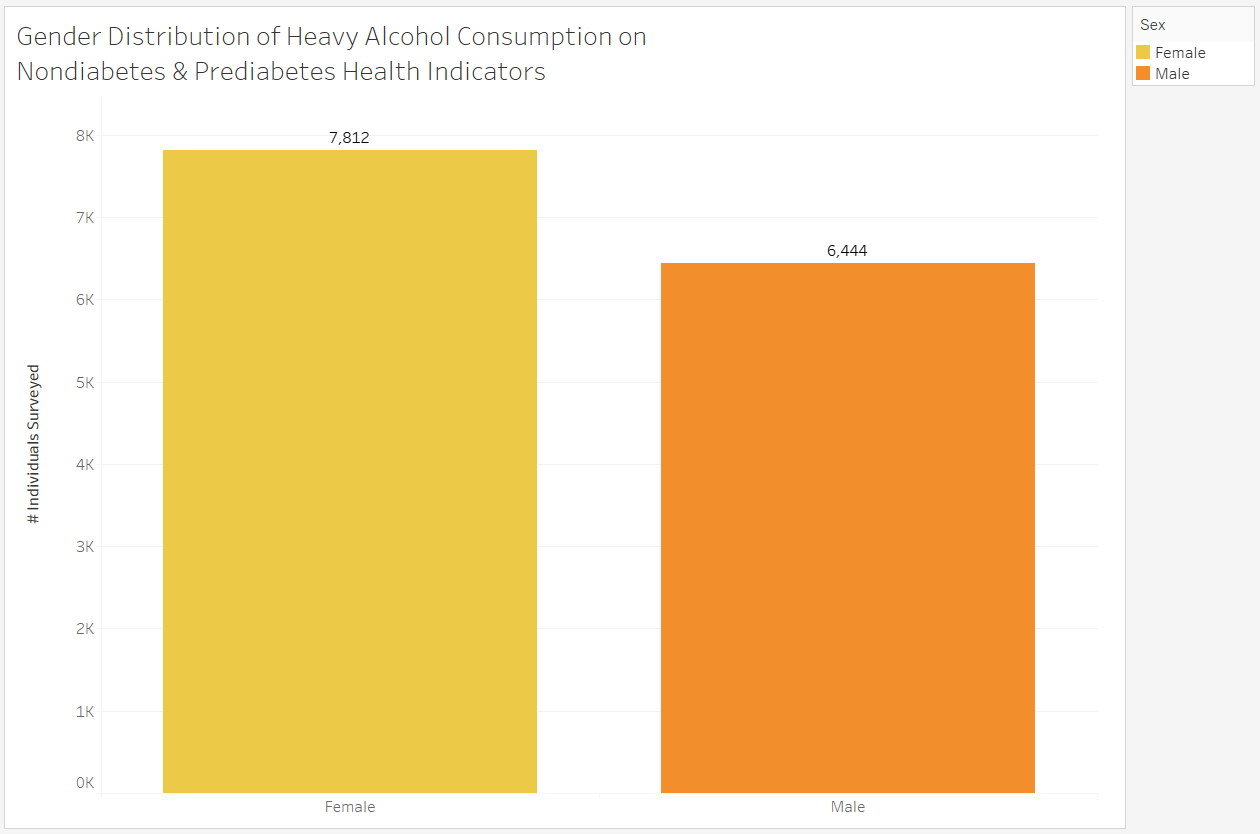 Gender Distribution of Heavy Alcohol Consumption on
Nondiabetes & Prediabetes Health Indicators
Sex
Female
Male
# Individuals Surveyed
8K
7K
6K
5K
4K
3K
2K
1K
0K
7,812
6,444
Female
Male